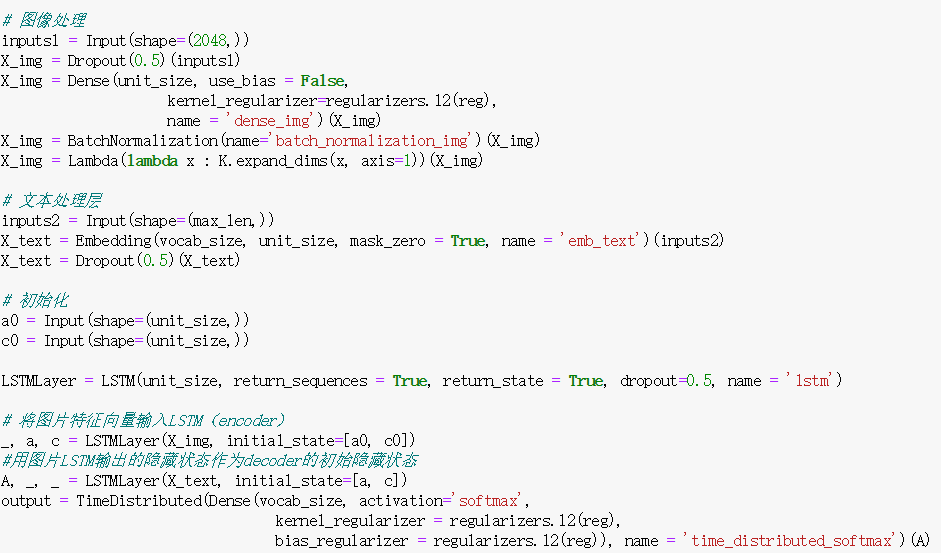 # 图像处理
inputs1 = Input(shape=(2048,))
X_img = Dropout(0.5)(inputs1)
X_img = Dense(unit_size, use_bias = False,
kernel_regularizer=regularizers.l2(reg),
name = 'dense_img')(X_img)
X_img = BatchNormalization(name='batch_normalization_img')(X_img)
X_img = Lambda(lambda x : K.expand_dims(x, axis=1))(X_img)
# 文本处理层
inputs2 = Input(shape=(max_len,))
X_text = Embedding(vocab_size, unit_size, mask_zero = True, name = 'emb_text')(inputs2)
X_text = Dropout(0.5)(X_text)
# 初始化
a0 = Input(shape=(unit_size,))
c0 = Input(shape=(unit_size,))
LSTMLayer = LSTM(unit_size, return_sequences = True, return_state = True, dropout=0.5, name = 'lstm')
# 将图片特征向量输入LSTM（encoder）
_, a, c = LSTMLayer(X_img, initial_state=[a0, c0])
#用图片LSTM输出的隐藏状态作为decoder的初始隐藏状态
A, _, _ = LSTMLayer(X_text, initial_state=[a, c])
output = TimeDistributed(Dense(vocab_size, activation='softmax',
kernel_regularizer = regularizers.l2(reg),
bias_regularizer = regularizers.l2(reg)), name = 'time_distributed_softmax')(A)